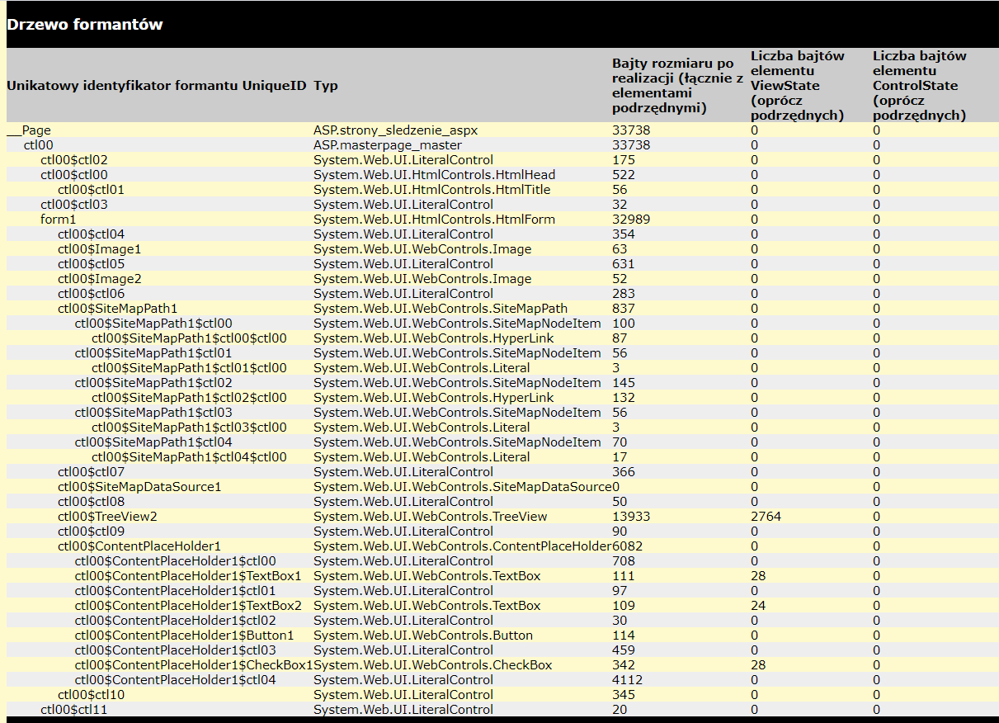 Drzewo formantów
Unikatowy identyfikator formantu UniqueID Typ Bajty rozmiaru po realizacji (łącznie z elementami podrzędnymi) Liczba bajtów elementu ViewState (oprócz podrzędnych) Liczba bajtów elementu ControlState (oprócz podrzędnych)
__Page ASP.strony_sledzenie_aspx 33738 0 0
ctl00 ASP.masterpage_master 33738 0 0
ctl00$ctl02 System.Web.UI.LiteralControl 175 0 0
ctl00$ctl00 System.Web.UI.HtmlControls.HtmlHead 522 0 0
ctl00$ctl01 System.Web.UI.HtmlControls.HtmlTitle 56 0 0
ctl00$ctl03 System.Web.UI.LiteralControl 32 0 0
form1 System.Web.UI.HtmlControls.HtmlForm 32989 0 0
ctl00$ctl04 System.Web.UI.LiteralControl 354 0 0
ctl00$Image1 System.Web.UI.WebControls.Image 63 0 0
ctl00$ctl05 System.Web.UI.LiteralControl 631 0 0
ctl00$Image2 System.Web.UI.WebControls.Image 52 0 0
ctl00$ctl06 System.Web.UI.LiteralControl 283 0 0
ctl00$SiteMapPath1 System.Web.UI.WebControls.SiteMapPath 837 0 0
ctl00$SiteMapPath1$ctl00 System.Web.UI.WebControls.SiteMapNodeItem 100 0 0
ctl00$SiteMapPath1$ctl00$ctl00 System.Web.UI.WebControls.HyperLink 87 0 0
ctl00$SiteMapPath1$ctl01 System.Web.UI.WebControls.SiteMapNodeItem 56 0 0
ctl00$SiteMapPath1$ctl01$ctl00 System.Web.UI.WebControls.Literal 3 0 0
ctl00$SiteMapPath1$ctl02 System.Web.UI.WebControls.SiteMapNodeItem 145 0 0
ctl00$SiteMapPath1$ctl02$ctl00 System.Web.UI.WebControls.HyperLink 132 0 0
ctl00$SiteMapPath1$ctl03 System.Web.UI.WebControls.SiteMapNodeItem 56 0 0
ctl00$SiteMapPath1$ctl03$ctl00 System.Web.UI.WebControls.Literal 3 0 0
ctl00$SiteMapPath1$ctl04 System.Web.UI.WebControls.SiteMapNodeItem 70 0 0
ctl00$SiteMapPath1$ctl04$ctl00 System.Web.UI.WebControls.Literal 17 0 0
ctl00$ctl07 System.Web.UI.LiteralControl 366 0 0
ctl00$SiteMapDataSource1 System.Web.UI.WebControls.SiteMapDataSource 0 0 0
ctl00$ctl08 System.Web.UI.LiteralControl 50 0 0
ctl00$TreeView2 System.Web.UI.WebControls.TreeView 13933 2764 0
ctl00$ctl09 System.Web.UI.LiteralControl 90 0 0
ctl00$ContentPlaceHolder1 System.Web.UI.WebControls.ContentPlaceHolder 6082 0 0
ctl00$ContentPlaceHolder1$ctl00 System.Web.UI.LiteralControl 708 0 0
ctl00$ContentPlaceHolder1$TextBox1 System.Web.UI.WebControls.TextBox 111 28 0
ctl00$ContentPlaceHolder1$ctl01 System.Web.UI.LiteralControl 97 0 0
ctl00$ContentPlaceHolder1$TextBox2 System.Web.UI.WebControls.TextBox 109 24 0
ctl00$ContentPlaceHolder1$ctl02 System.Web.UI.LiteralControl 30 0 0
ctl00$ContentPlaceHolder1$Button1 System.Web.UI.WebControls.Button 114 0 0
ctl00$ContentPlaceHolder1$ctl03 System.Web.UI.LiteralControl 459 0 0
ctl00$ContentPlaceHolder1$CheckBox1 System.Web.UI.WebControls.CheckBox 342 28 0
ctl00$ContentPlaceHolder1$ctl04 System.Web.UI.LiteralControl 4112 0 0
ctl00$ctl10 System.Web.UI.LiteralControl 345 0 0
ctl00$ctl11 System.Web.UI.LiteralControl 20 0 0